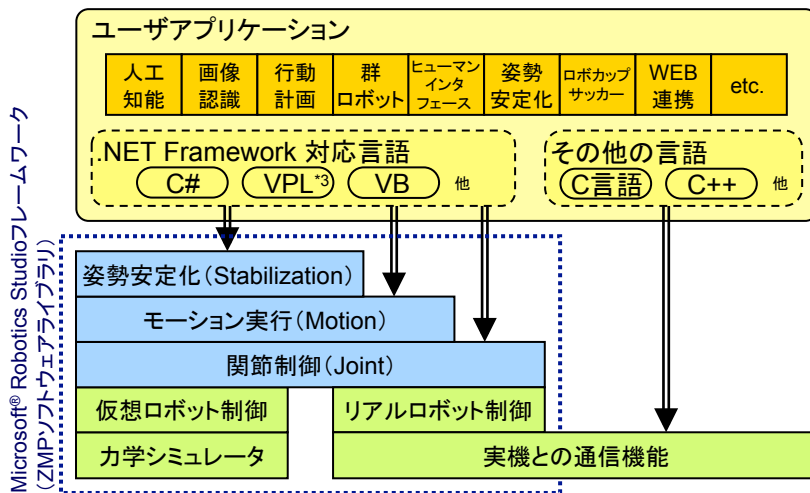 ユーザアプリケーション
人工
知能
画像
認識
行動
計画
群
ロボット
ヒューマン
インタ
フェース
姿勢
安定化
ロボカップ
サッカー
WEB
連携
etc.
.NET Framework 対応言語
C#
VPL*3
VB
他
その他の言語
C言語
C++
他
Microsoft® Robotics Studioフレームワーク
（ZMPソフトウェアライブラリ）
姿勢安定化（Stabilization）
モーション実行（Motion）
関節制御（Joint）
仮想ロボット制御
リアルロボット制御
力学シミュレータ
実機との通信機能